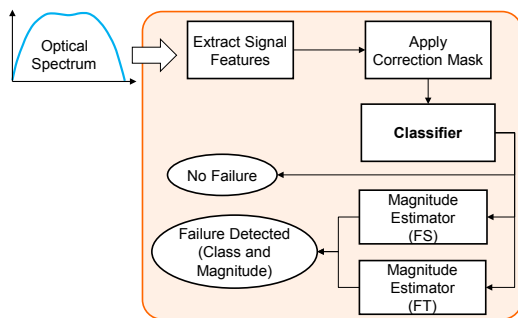 Optical
Spectrum
Extract Signal
Features
Apply
Correction Mask
Classifier
No Failure
Magnitude
Estimator
(FS)
Failure Detected
(Class and
Magnitude)
Magnitude
Estimator
(FT)